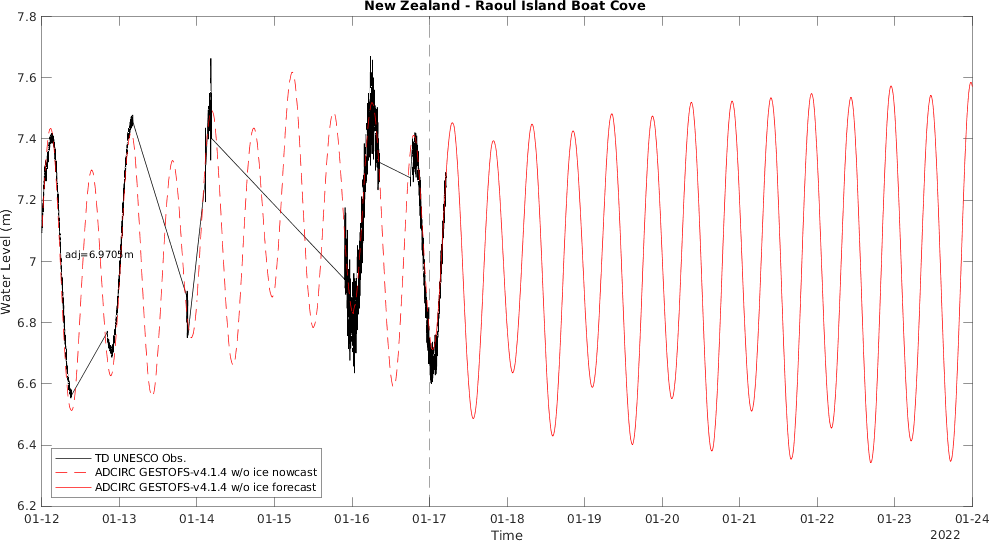 New Zealand - Raoul Island Boat Cove
7.8
7.6
7.4
7.2
7
6.8
6.6
6.4
6.2
Water Level (m)
adj=6.9705m
TD UNESCO Obs.
ADCIRC GESTOFS-v4.1.4 w/o ice nowcast
ADCIRC GESTOFS-v4.1.4 w/o ice forecast
01-12 01-13 01-14 01-15 01-16 01-17 01-18 01-19 01-20 01-21 01-22 01-23 01-24
Time
2022